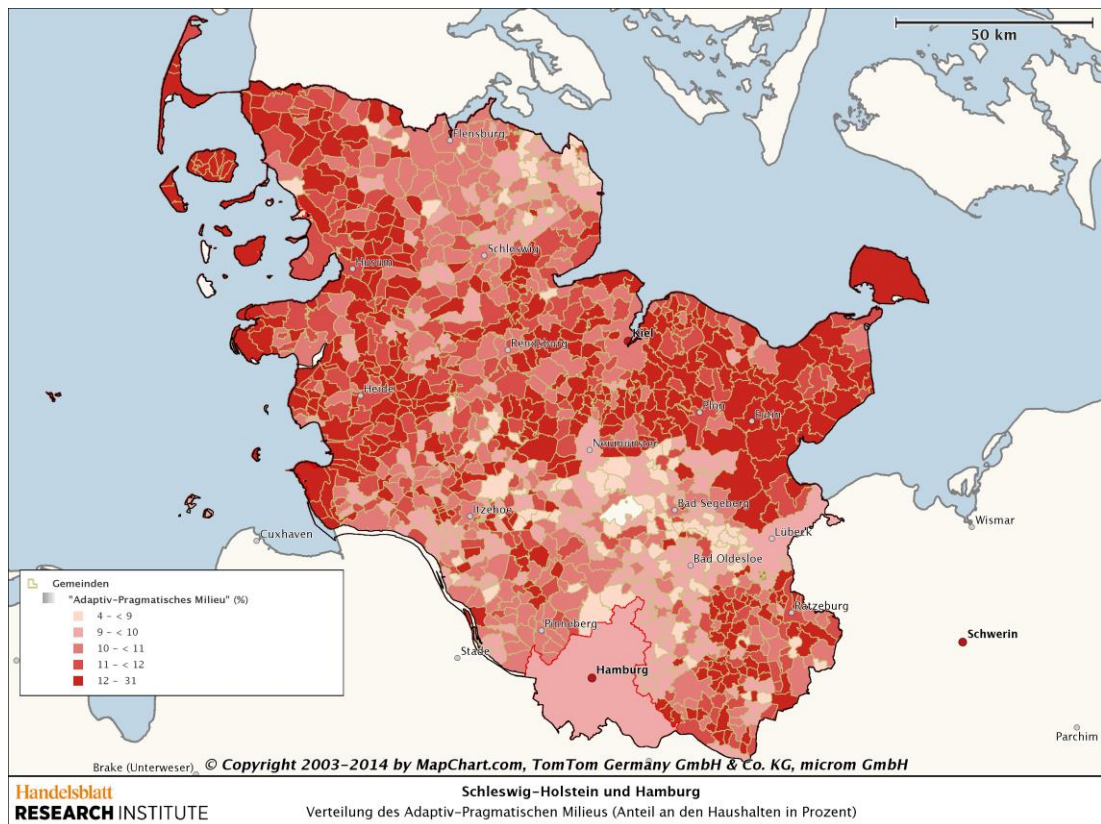 50 km
Flensburg
Schleswig
Husum
Kiel
Rendsburg
Heide
Plön
Eutin
Neumünster
Bad Segeberg
Itzehoe
Wismar
Cuxhaven
Lübeck
Bad Oldesloe
Gemeinden
"Adaptiv-Pragmatisches Milieu" (%)
4 - < 9
9 - < 10
10 - < 11
11 - < 12
12 - 31
Ratzeburg
Pinneberg
Schwerin
Stade
Hamburg
Parchim
Brake (Unterweser)
© Copyright 2003-2014 by MapChart.com, TomTom Germany GmbH & Co. KG, microm GmbH
Handelsblatt
RESEARCH INSTITUTE
Schleswig-Holstein und Hamburg
Verteilung des Adaptiv-Pragmatischen Milieus (Anteil an den Haushalten in Prozent)